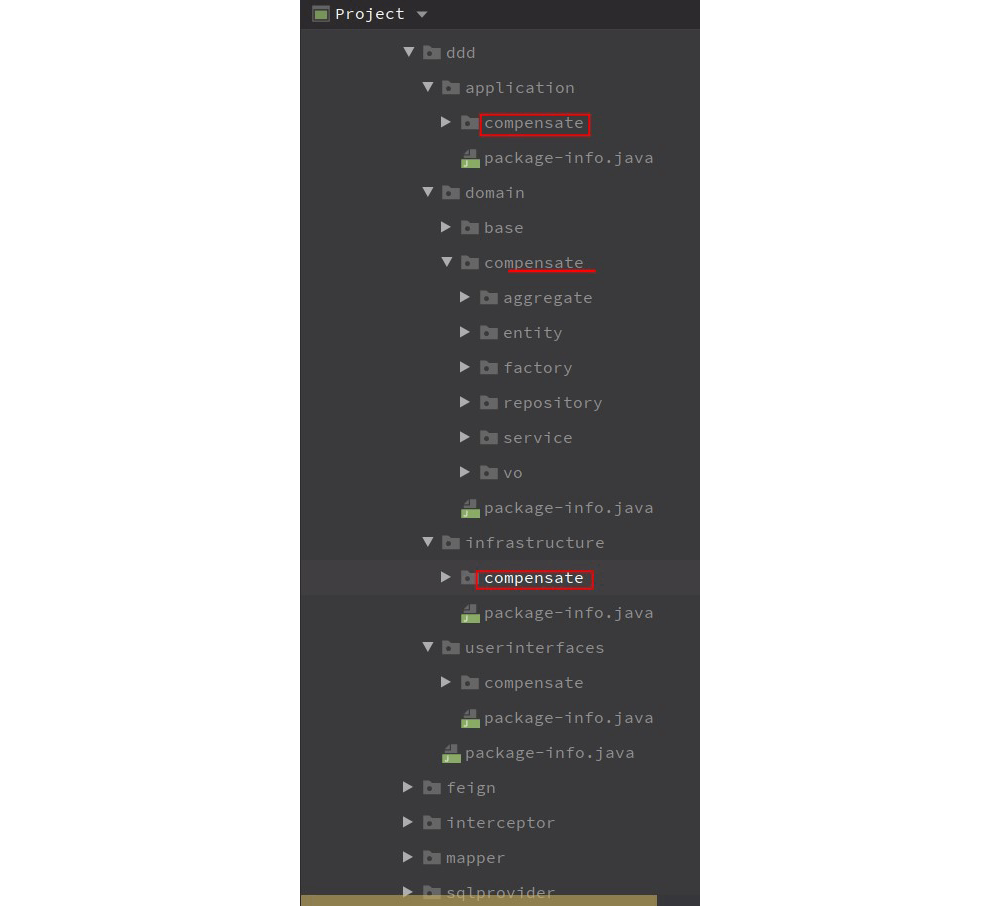 Project
ddd
application
compensate
package-info.java
domain
base
compensate
aggregate
entity
factory
repository
service
vo
package-info.java
infrastructure
compensate
package-info.java
userinterfaces
compensate
package-info.java
package-info.java
feign
interceptor
mapper
sqlprovider